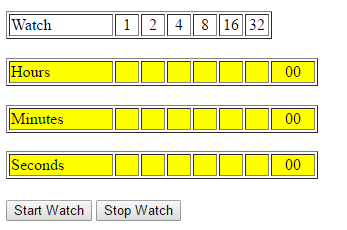 Watch 1 2 4 8 16 32
Hours 00
Minutes 00
Seconds 00
Start Watch Stop Watch